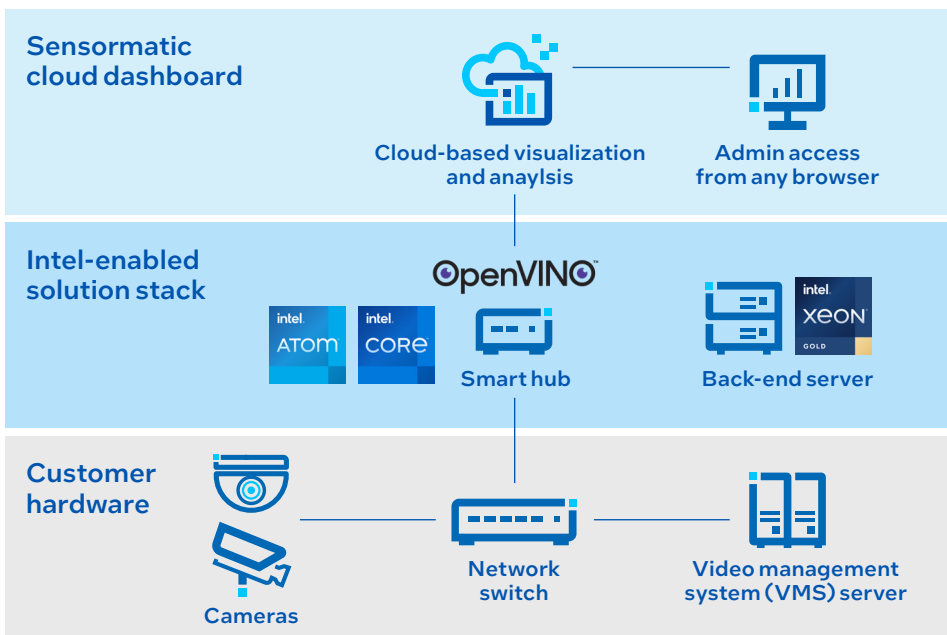 Sensormatic
cloud dashboard
Cloud-based visualization
and anaylsis
Admin access
from any browser
Intel-enabled
solution stack
OpenVINO™
intel.
ATOM
intel.
CORE
Smart hub
intel.
XEON
GOLD
Back-end server
Customer
hardware
Cameras
Network
switch
Video management
system (VMS) server